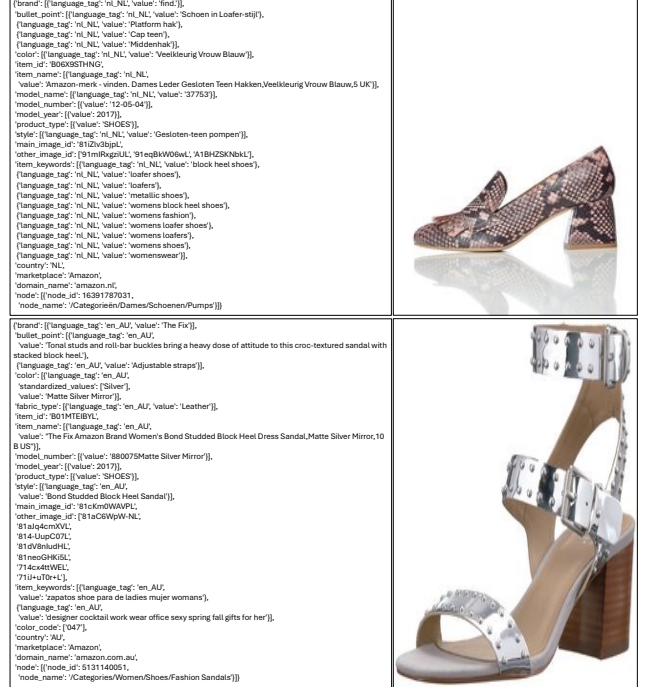 {'brand': [{'language_tag': 'nl_NL', 'value': 'find.'}],
'bullet_point': [{'language_tag': 'nl_NL', 'value': 'Schoen in Loafer-stijl'},
{'language_tag': 'nl_NL', 'value': 'Platform hak'},
{'language_tag': 'nl_NL', 'value': 'Cap teen'},
{'language_tag': 'nl_NL', 'value': 'Middenhak'}],
'color': [{'language_tag': 'nl_NL', 'value': 'Veelkleurig Vrouw Blauw'}],
'item_id': 'B06X9STHNG',
'item_name': [{'language_tag': 'nl_NL',
'value': 'Amazon-merk - vinden. Dames Leder Gesloten Teen Hakken,Veelkleurig Vrouw Blauw,5 UK'}],
'model_name': [{'language_tag': 'nl_NL', 'value': '37753'}],
'model_number': [{'value': '12-05-04'}],
'model_year': [{'value': 2017}],
'product_type': [{'value': 'SHOES'}],
'style': [{'language_tag': 'nl_NL', 'value': 'Gesloten-teen pompen'}],
'main_image_id': '81iZlv3bjpL',
'other_image_id': ['91mIRxgziUL', '91eqBkW06wL', 'A1BHZSKNbkL'],
'item_keywords': [{'language_tag': 'nl_NL', 'value': 'block heel shoes'},
{'language_tag': 'nl_NL', 'value': 'loafer shoes'},
{'language_tag': 'nl_NL', 'value': 'loafers'},
{'language_tag': 'nl_NL', 'value': 'metallic shoes'},
{'language_tag': 'nl_NL', 'value': 'womens block heel shoes'},
{'language_tag': 'nl_NL', 'value': 'womens fashion'},
{'language_tag': 'nl_NL', 'value': 'womens loafer shoes'},
{'language_tag': 'nl_NL', 'value': 'womens loafers'},
{'language_tag': 'nl_NL', 'value': 'womens shoes'},
{'language_tag': 'nl_NL', 'value': 'womenswear'}],
'country': 'NL',
'marketplace': 'Amazon',
'domain_name': 'amazon.nl',
'node': [{'node_id': 16391787031,
'node_name': '/Categorieën/Dames/Schoenen/Pumps'}]}
{'brand': [{'language_tag': 'en_AU', 'value': 'The Fix'}],
'bullet_point': [{'language_tag': 'en_AU',
'value': 'Tonal studs and roll-bar buckles bring a heavy dose of attitude to this croc-textured sandal with
stacked block heel.'},
{'language_tag': 'en_AU', 'value': 'Adjustable straps'}],
'color': [{'language_tag': 'en_AU',
'standardized_values': ['Silver'],
'value': 'Matte Silver Mirror'}],
'fabric_type': [{'language_tag': 'en_AU', 'value': 'Leather'}],
'item_id': 'B01MTEIBYL',
'item_name': [{'language_tag': 'en_AU',
'value': "The Fix Amazon Brand Women's Bond Studded Block Heel Dress Sandal,Matte Silver Mirror,10
B US"}],
'model_number': [{'value': '880075Matte Silver Mirror'}],
'model_year': [{'value': 2017}],
'product_type': [{'value': 'SHOES'}],
'style': [{'language_tag': 'en_AU',
'value': 'Bond Studded Block Heel Sandal'}],
'main_image_id': '81cKm0WAVPL',
'other_image_id': ['81aC6WpW-NL',
'81aJq4cmXVL',
'814-UupC07L',
'81dV8nIudHL',
'81neoGHKi5L',
'714cx4ttWEL',
'71iJ+uT0r+L'],
'item_keywords': [{'language_tag': 'en_AU',
'value': 'zapatos shoe para de ladies mujer womans'},
{'language_tag': 'en_AU',
'value': 'designer cocktail work wear office sexy spring fall gifts for her'}],
'color_code': ['047'],
'country': 'AU',
'marketplace': 'Amazon',
'domain_name': 'amazon.com.au',
'node': [{'node_id': 5131140051,
'node_name': '/Categories/Women/Shoes/Fashion Sandals'}]}